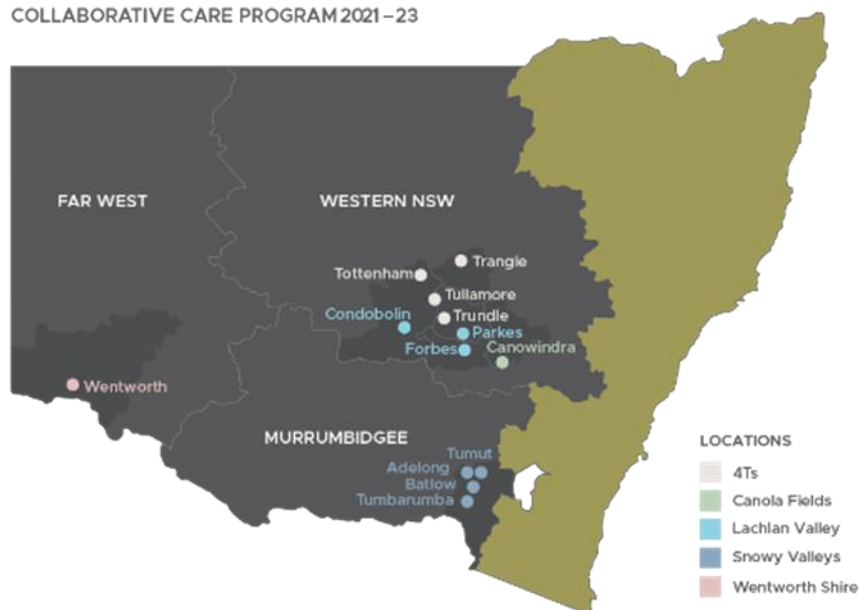 COLLABORATIVE CARE PROGRAM 2021–23
FAR WEST
WESTERN NSW
Trangie
Tottenham
Tullamore
Condobolin
Trundle
Parkes
Forbes
Canowindra
Wentworth
MURRUMBIDGEE
Tumut
Adelong
Batlow
Tumbarumba
LOCATIONS
4Ts
Canola Fields
Lachlan Valley
Snowy Valleys
Wentworth Shire